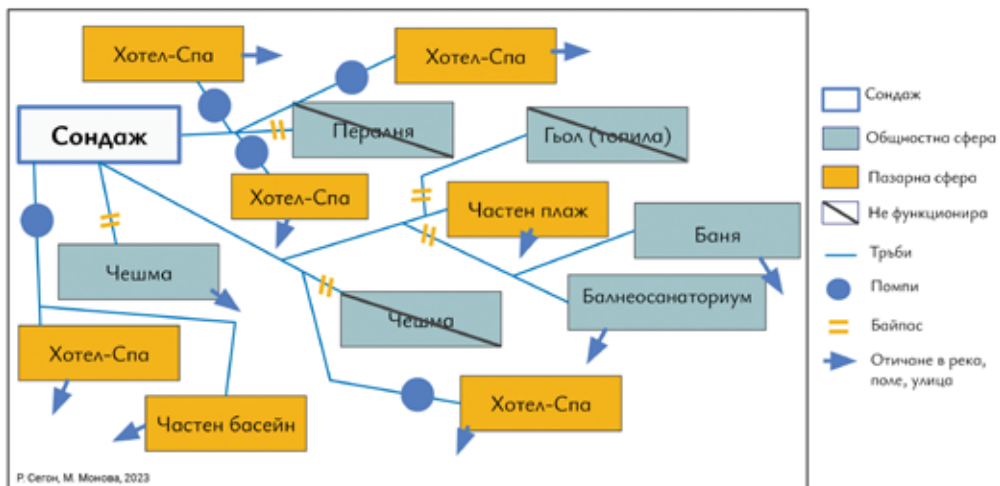 Хотел-Спа
Хотел-Спа
Сондаж
Пералня
Гьол (топила)
Хотел-Спа
Частен плаж
Баня
Чешма
Балнеосанаториум
Чешма
Хотел-Спа
Хотел-Спа
Частен басейн
Р. Сегон, М. Монова, 2023
Сондаж
Общностна сфера
Пазарна сфера
Не функционира
Тръби
Помпи
Байпас
Отичане в река,
поле, улица